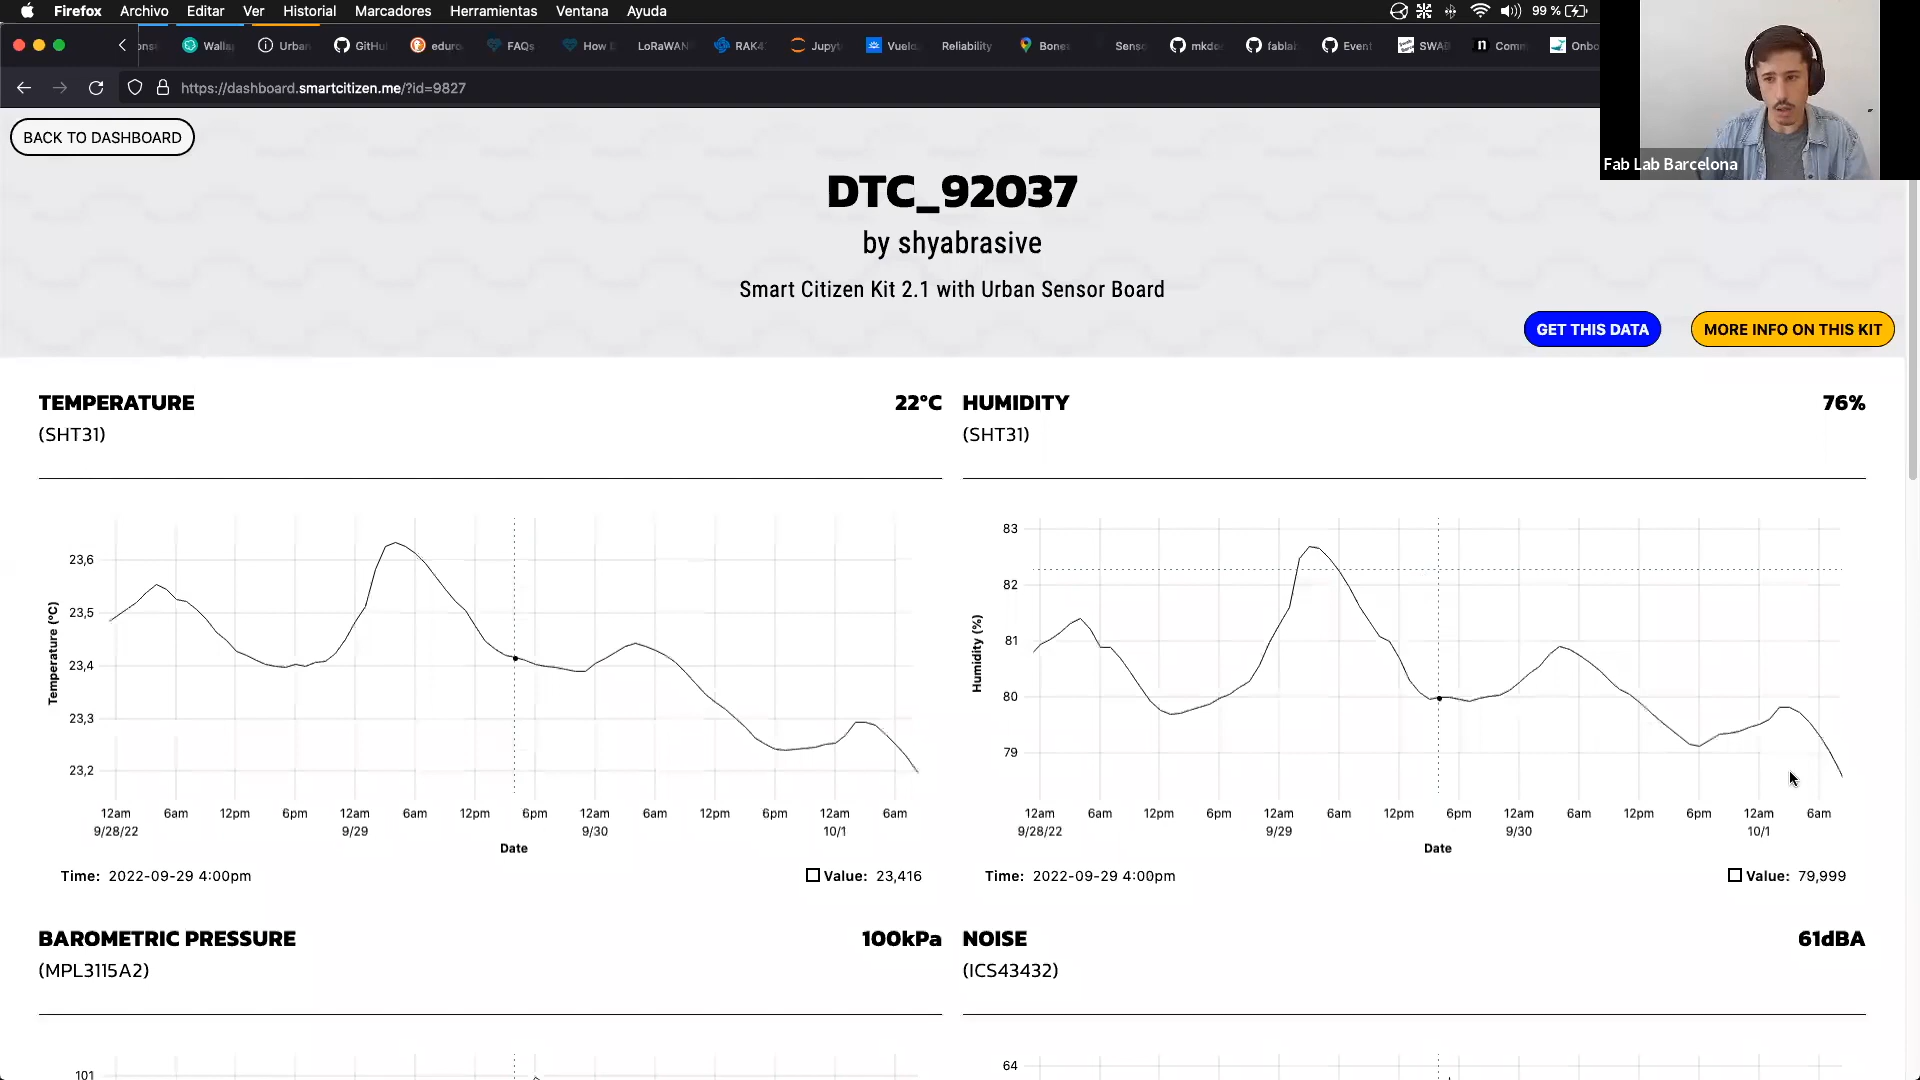 Firefox Archivo Editar Ver Historial Marcadores Herramientas Ventana Ayuda 99 %
Walla Urban GitHu eduro FAQs How LoRaWAN RAK4 Jupyt Vuelo Reliability Bone Senso mkdo fabla Event SWAB Comm Onbo
https://dashboard.smartcitizen.me/?id=9827
Fab Lab Barcelona
BACK TO DASHBOARD
DTC_92037
by shyabrasive
Smart Citizen Kit 2.1 with Urban Sensor Board
GET THIS DATA MORE INFO ON THIS KIT
TEMPERATURE 22ºC
(SHT31)
23,6
23,5
23,4
23,3
23,2
Temperature (ºC)
12am 6am 12pm 6pm 12am 6am 12pm 6pm 12am 6am 12pm 6pm 12am 6am
9/28/22 9/29 9/30 10/1
Date
Time: 2022-09-29 4:00pm Value: 23,416
HUMIDITY 76%
(SHT31)
83
82
81
80
79
Humidity (%)
12am 6am 12pm 6pm 12am 6am 12pm 6pm 12am 6am 12pm 6pm 12am 6am
9/28/22 9/29 9/30 10/1
Date
Time: 2022-09-29 4:00pm Value: 79,999
BAROMETRIC PRESSURE 100kPa
(MPL3115A2)
101
NOISE 61dBA
(ICS43432)
64